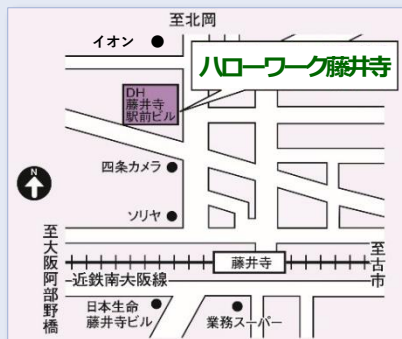 至北岡
イオン
ハローワーク藤井寺
DH
藤井寺
駅前ビル
四条カメラ
N
ソリヤ
至大阪阿部野橋
藤井寺
至古市
近鉄南大阪線
日本生命
藤井寺ビル
業務スーパー